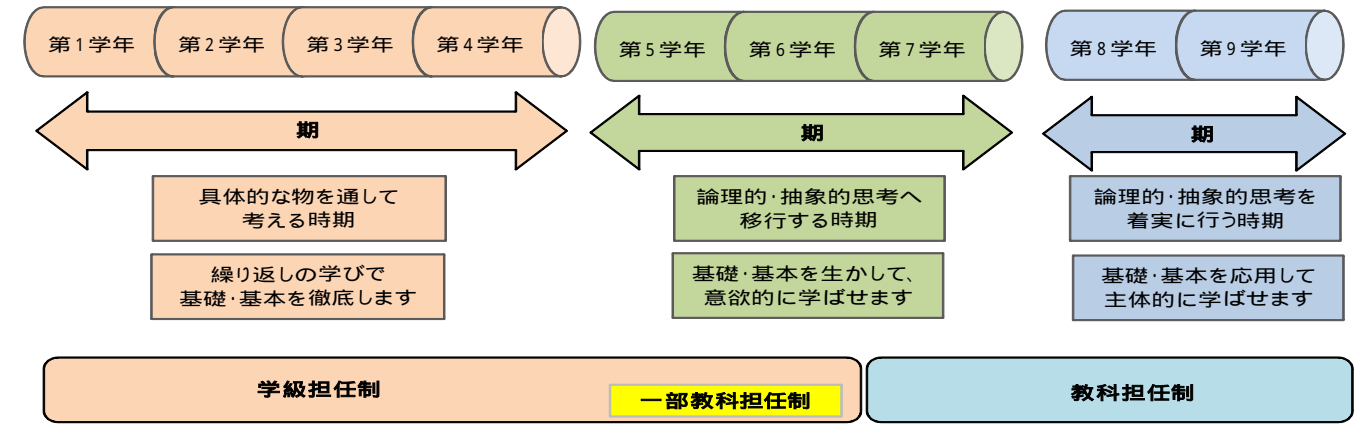 第1学年 第2学年 第3学年 第4学年 第5学年 第6学年 第7学年 第8学年 第9学年
期 期 期
具体的な物を通して
考える時期
論理的・抽象的思考へ
移行する時期
論理的・抽象的思考を
着実に行う時期
繰り返しの学びで
基礎・基本を徹底します
基礎・基本を生かして、
意欲的に学ばせます
基礎・基本を応用して
主体的に学ばせます
学級担任制
一部教科担任制
教科担任制